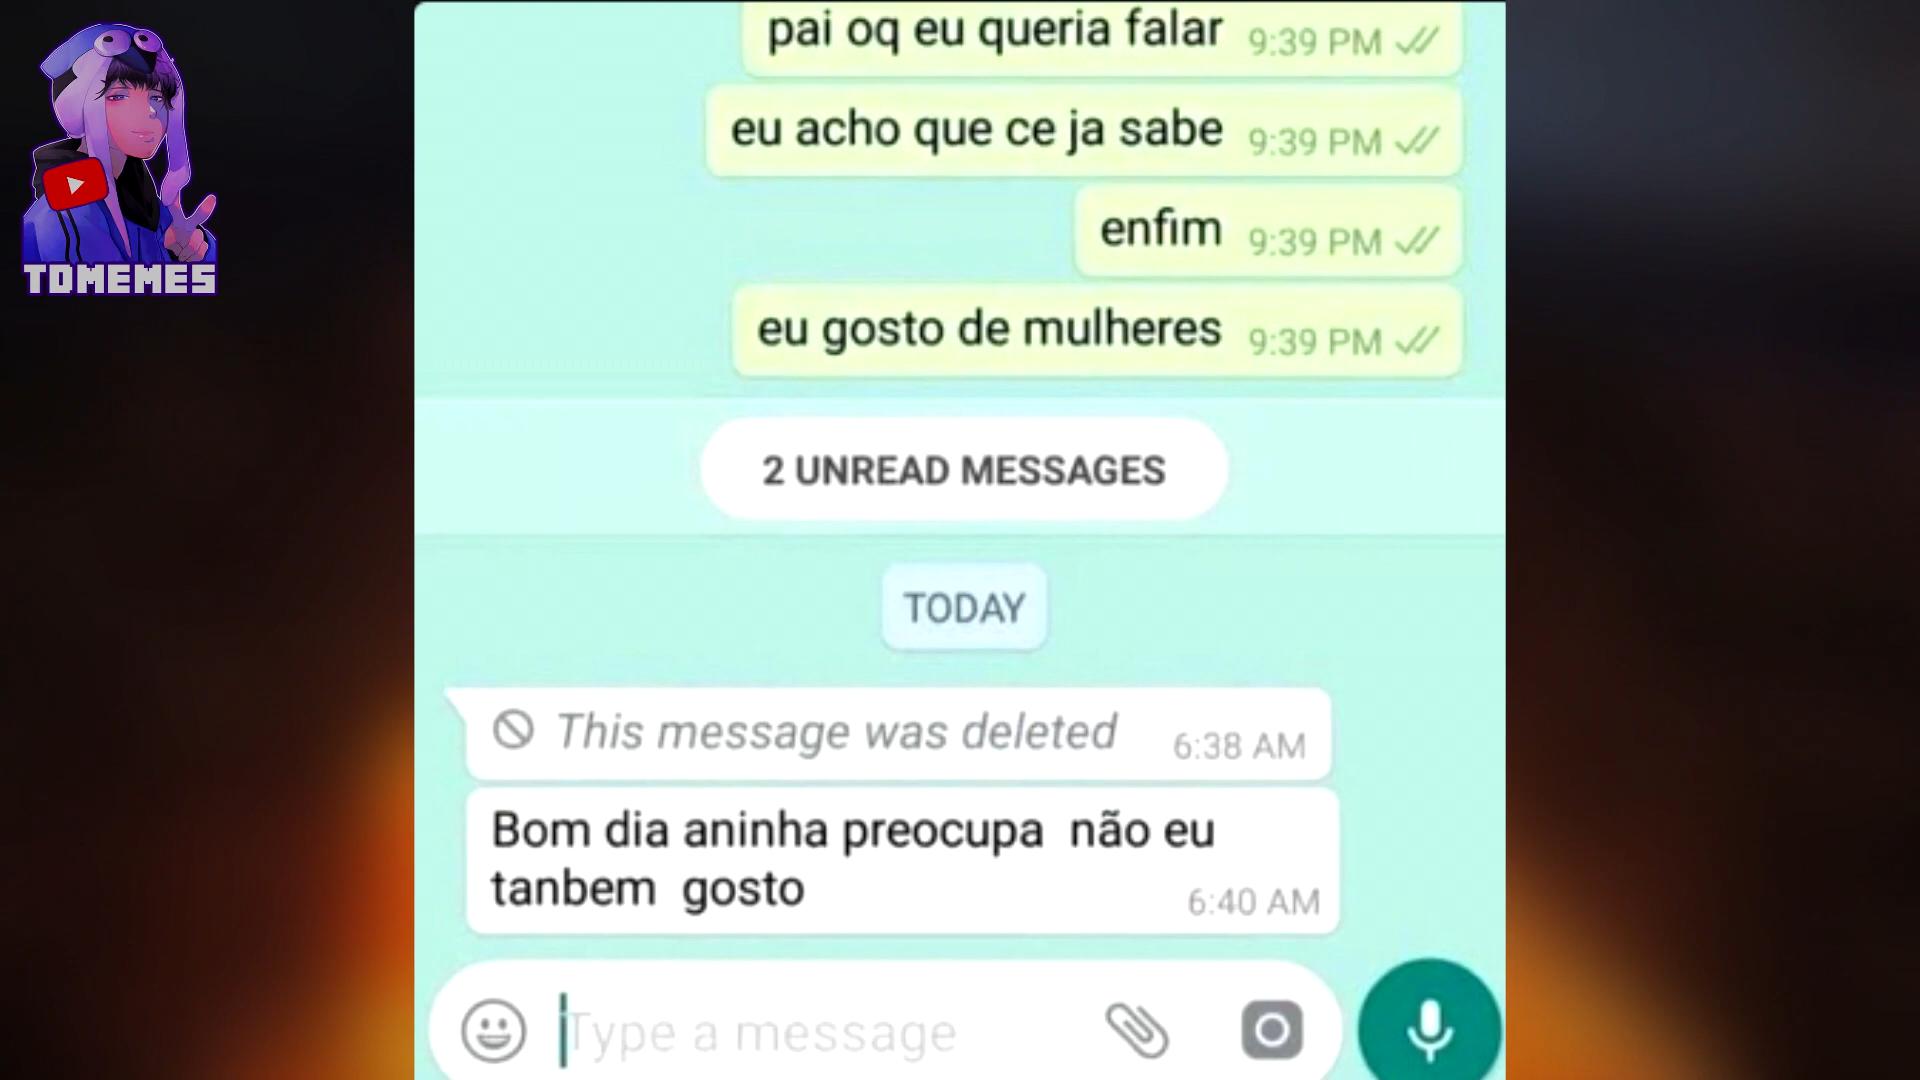 pai oq eu queria falar 9:39 PM
eu acho que ce ja sabe 9:39 PM
enfim 9:39 PM
eu gosto de mulheres 9:39 PM
2 UNREAD MESSAGES
TODAY
This message was deleted 6:38 AM
Bom dia aninha preocupa não eu
tanbem gosto 6:40 AM
Type a message
TDMEMES